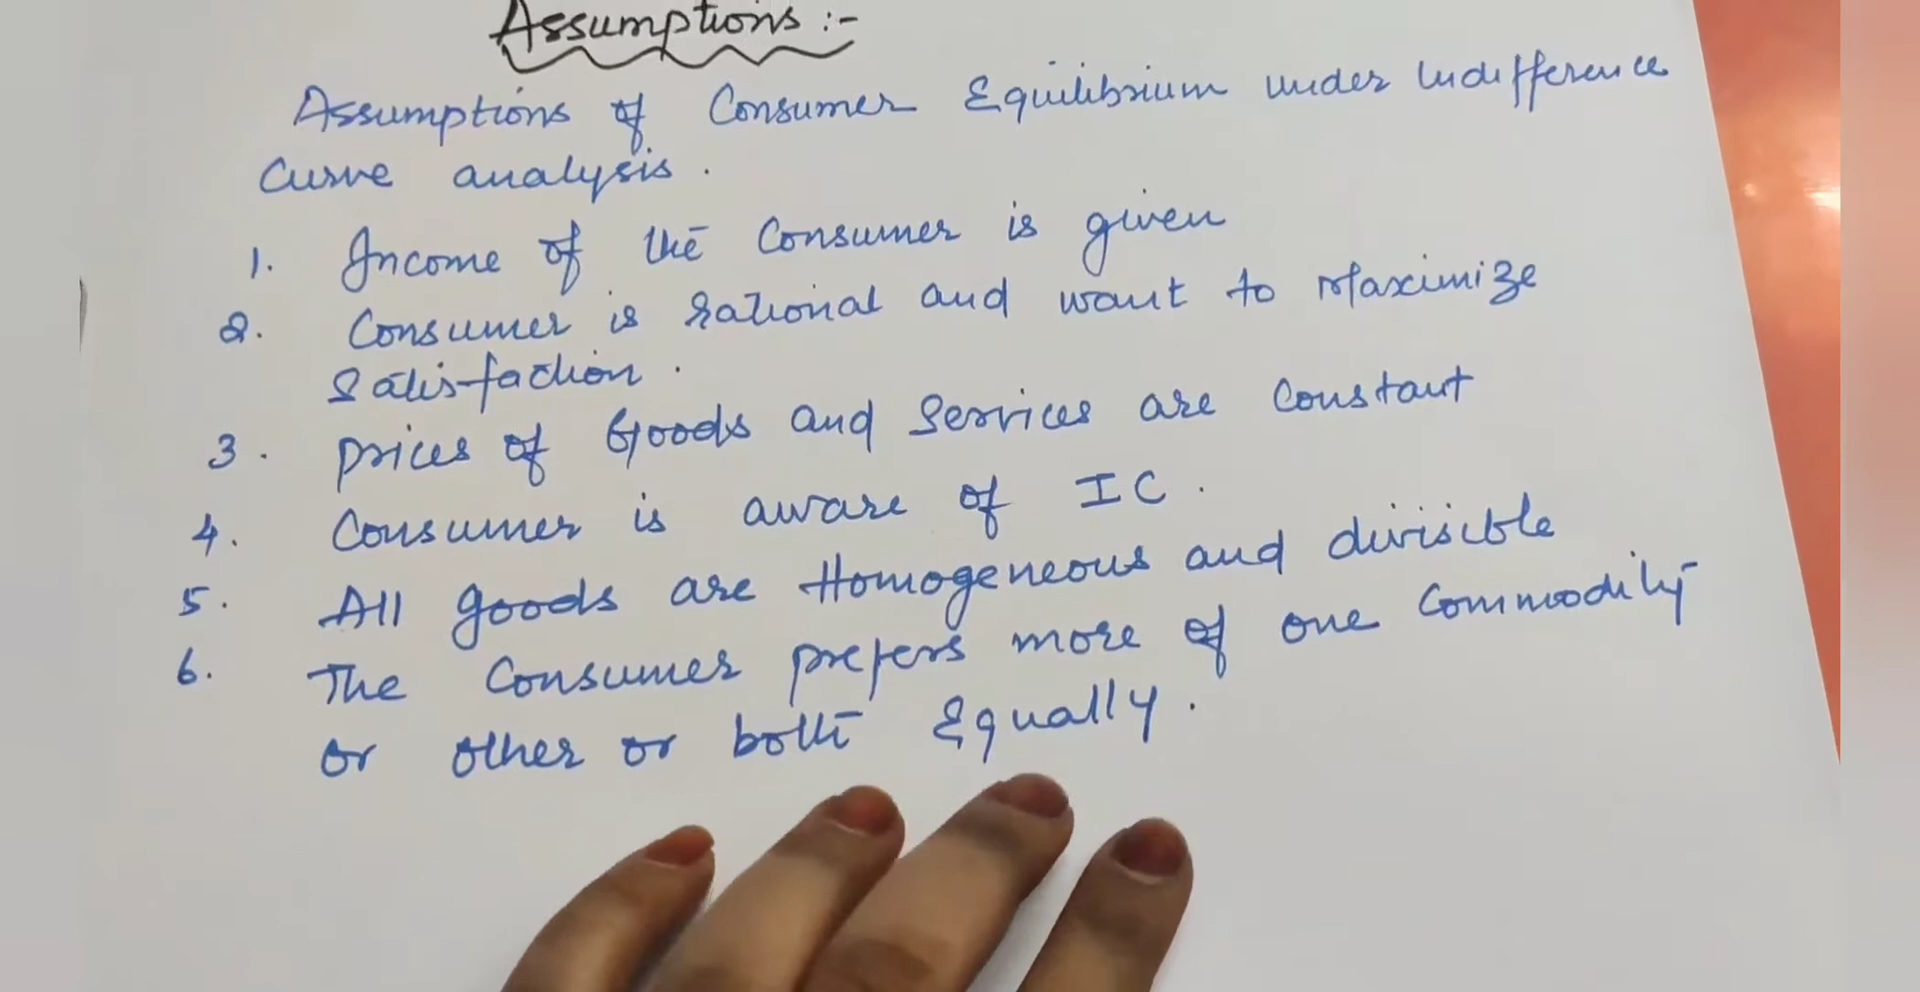 Assumptions :-
Assumptions of Consumer Equilibrium under Indifference
Curve analysis.
1. Income of the Consumer is given
2. Consumer is rational and want to Maximize
Satisfaction.
3. Prices of Goods and Services are Constant
4. Consumer is aware of IC.
5. All goods are Homogeneous and divisible
6. The Consumer prefers more of one Commodity
or other or both Equally.